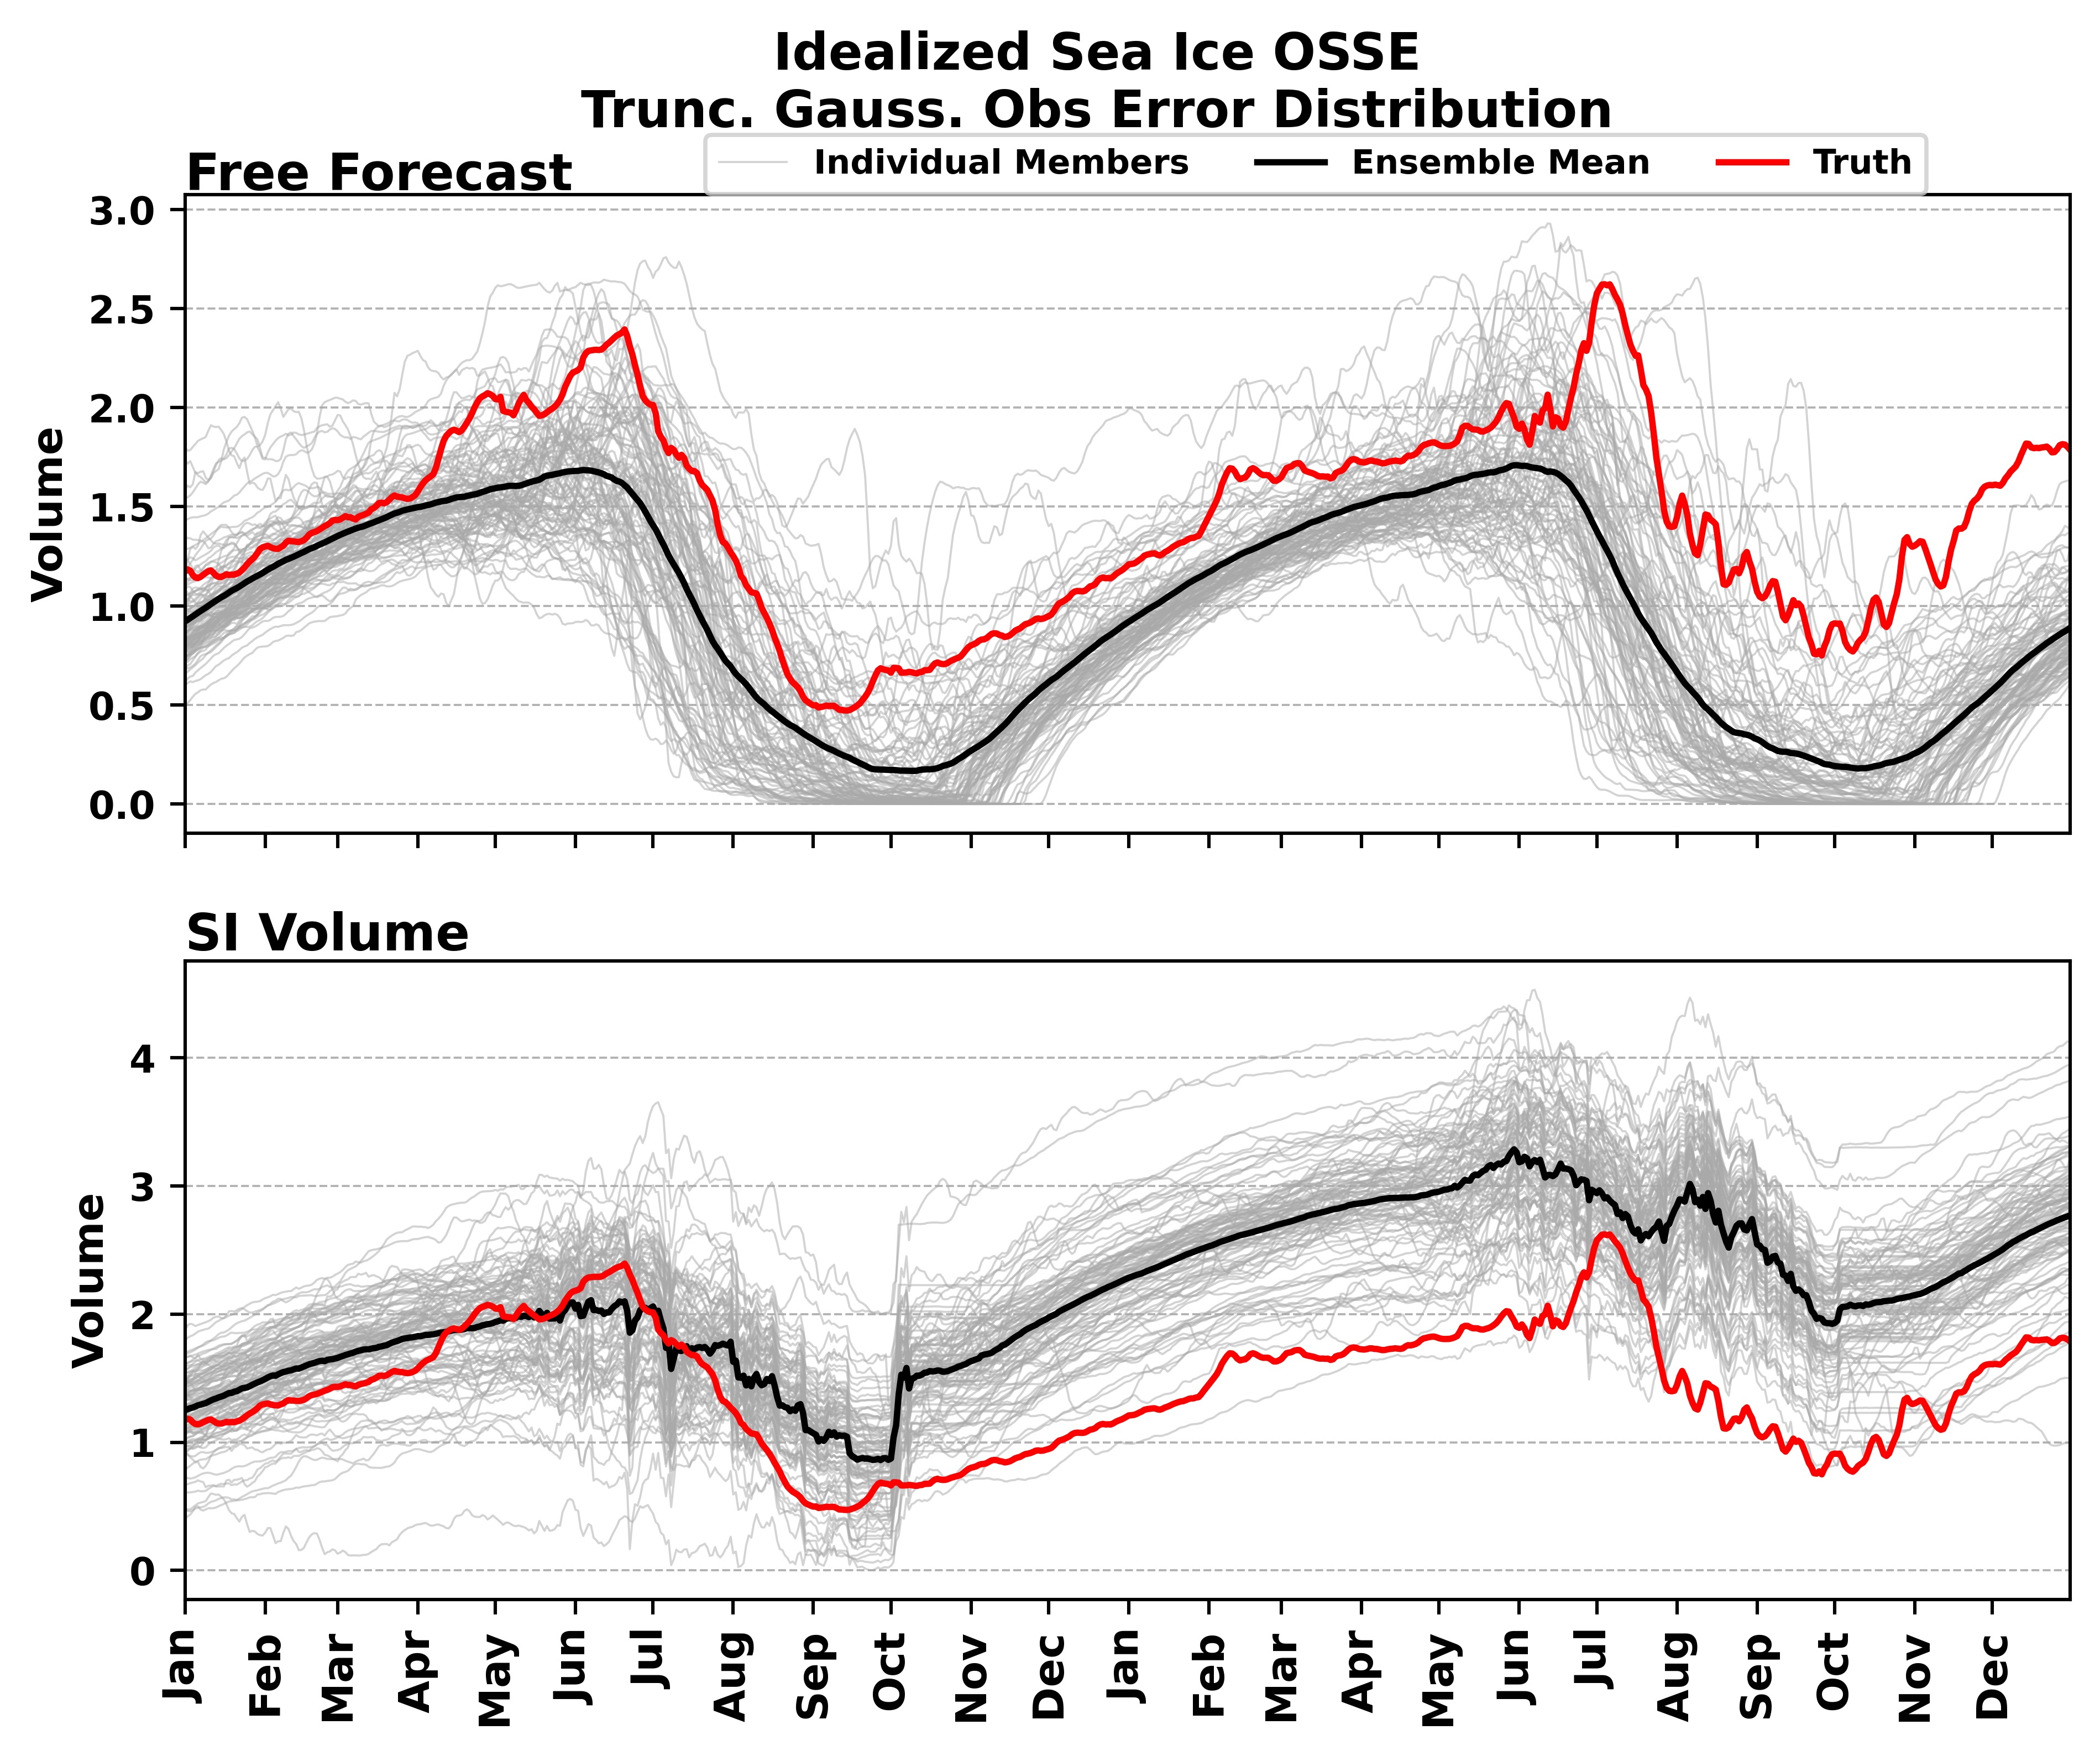 Idealized Sea Ice OSSE
Trunc. Gauss. Obs Error Distribution
Free Forecast
Individual Members Ensemble Mean Truth
3.0
2.5
2.0
1.5
1.0
0.5
0.0
Volume
SI Volume
4
3
2
1
0
Volume
Jan Feb Mar Apr May Jun Jul Aug Sep Oct Nov Dec Jan Feb Mar Apr May Jun Jul Aug Sep Oct Nov Dec